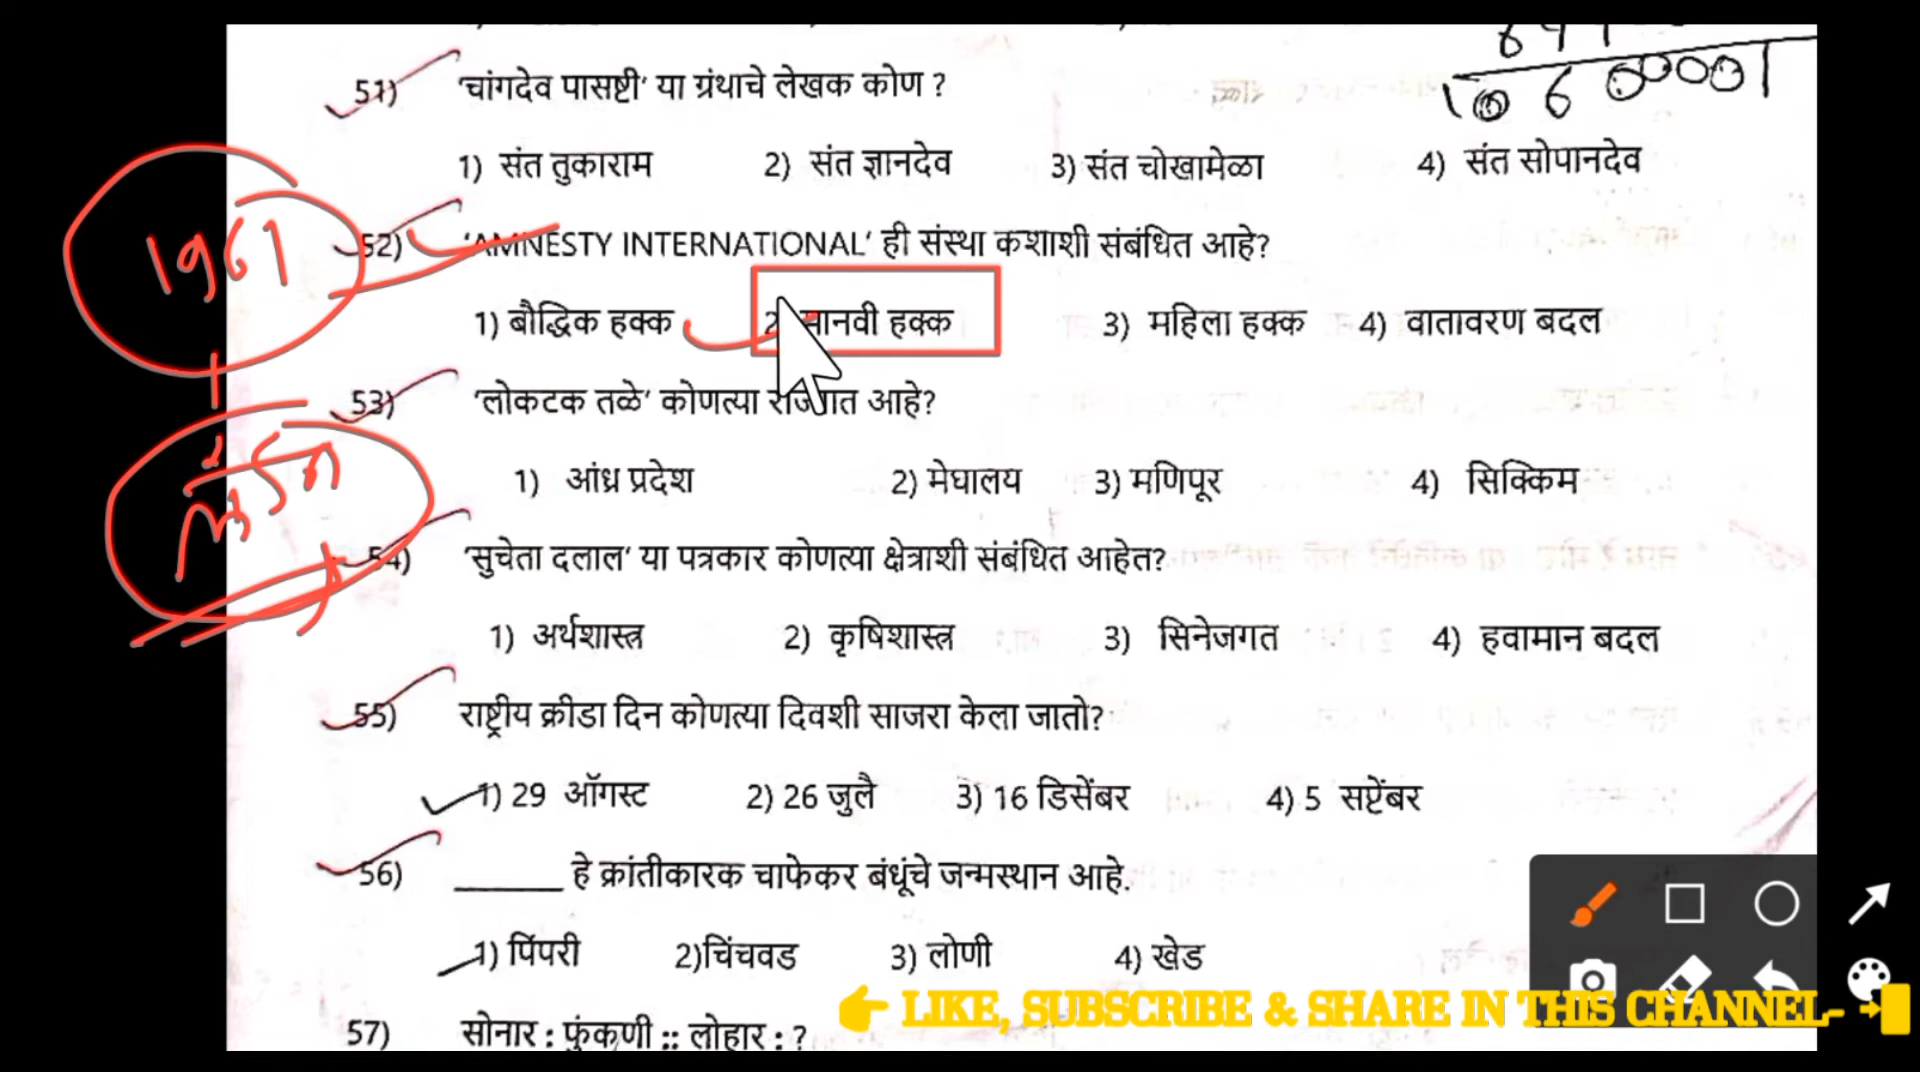 51) 'चांगदेव पासष्टी' या ग्रंथाचे लेखक कोण ?
1) संत तुकाराम 2) संत ज्ञानदेव 3) संत चोखामेळा 4) संत सोपानदेव
1961
52) 'AMNESTY INTERNATIONAL' ही संस्था कशाशी संबंधित आहे?
1) बौद्धिक हक्क 2) मानवी हक्क 3) महिला हक्क 4) वातावरण बदल
53) 'लोकटक तळे' कोणत्या राज्यात आहे?
1) आंध्र प्रदेश 2) मेघालय 3) मणिपूर 4) सिक्किम
54) 'सुचेता दलाल' या पत्रकार कोणत्या क्षेत्राशी संबंधित आहेत?
1) अर्थशास्त्र 2) कृषिशास्त्र 3) सिनेजगत 4) हवामान बदल
55) राष्ट्रीय क्रीडा दिन कोणत्या दिवशी साजरा केला जातो?
1) 29 ऑगस्ट 2) 26 जुलै 3) 16 डिसेंबर 4) 5 सप्टेंबर
56) ______ हे क्रांतीकारक चाफेकर बंधूंचे जन्मस्थान आहे.
1) पिंपरी 2)चिंचवड 3) लोणी 4) खेड
LIKE, SUBSCRIBE & SHARE IN THIS CHANNEL-
57) सोनार : फुंकणी :: लोहार : ?